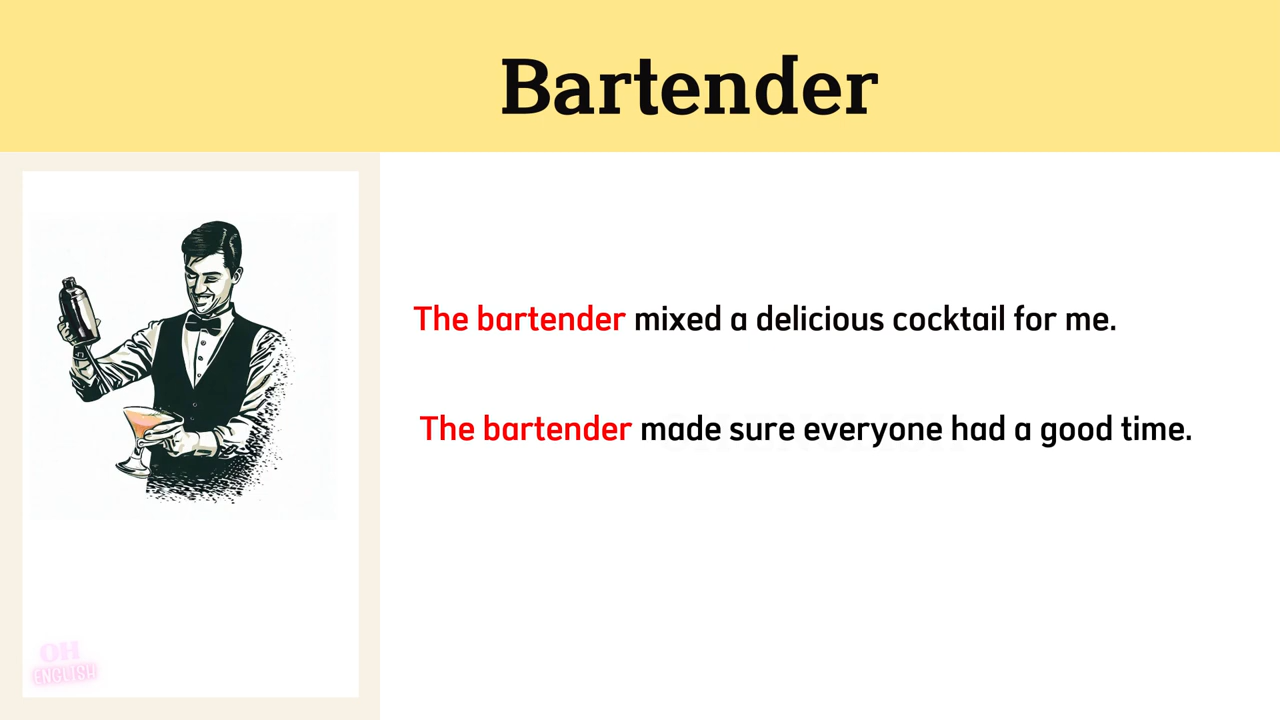 Bartender
The bartender mixed a delicious cocktail for me.
The bartender made sure everyone had a good time.
OH
ENGLISH